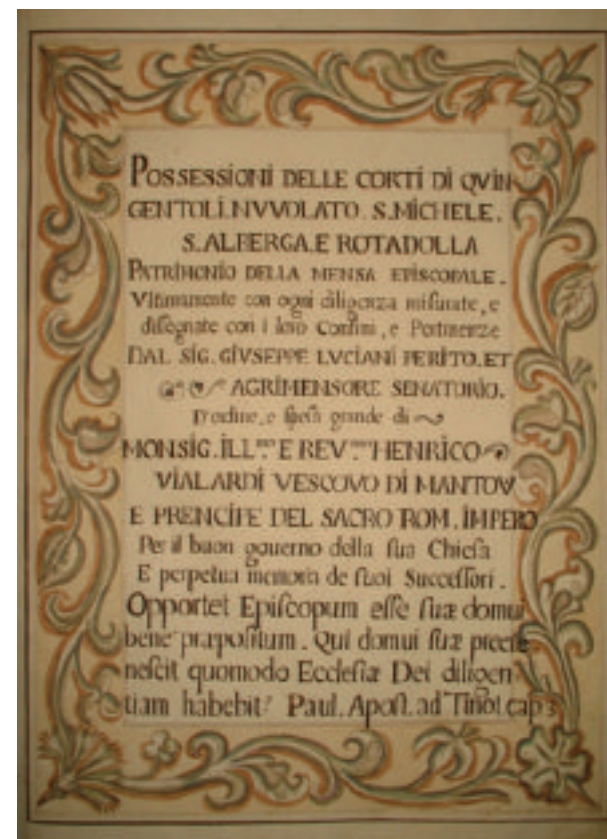 POSSESSIONI DELLE CORTI DI QVIN
GENTOLI. NVVOLATO. S. MICHELE.
S. ALBERGA. E ROTADOLLA
PATRIMONIO DELLA MENSA EPISCOPALE.
Vltimamente con ogni diligenza miſurate, e
diſegnate con i loro Confini, e Pertinenze
DAL SIG. GIVSEPPE LVCIANI PERITO. ET
AGRIMENSORE SENATORIO.
D'ordine, e ſpeſa grande di
MONSIG. ILL.mo E REV.mo HENRICO
VIALARDI VESCOVO DI MANTOV
E PRENCIPE DEL SACRO ROM. IMPERO
Per il buon gouerno della ſua Chieſa
E perpetua memoria de ſuoi Succeſſori.
Opportet Epiſcopum eſſe ſuæ domui
bene præpoſitum. Qui domui ſuæ preeſſe
neſcit quomodo Eccleſiæ Dei diligen
tiam habebit? Paul. Apoſt. ad Timot cap 3